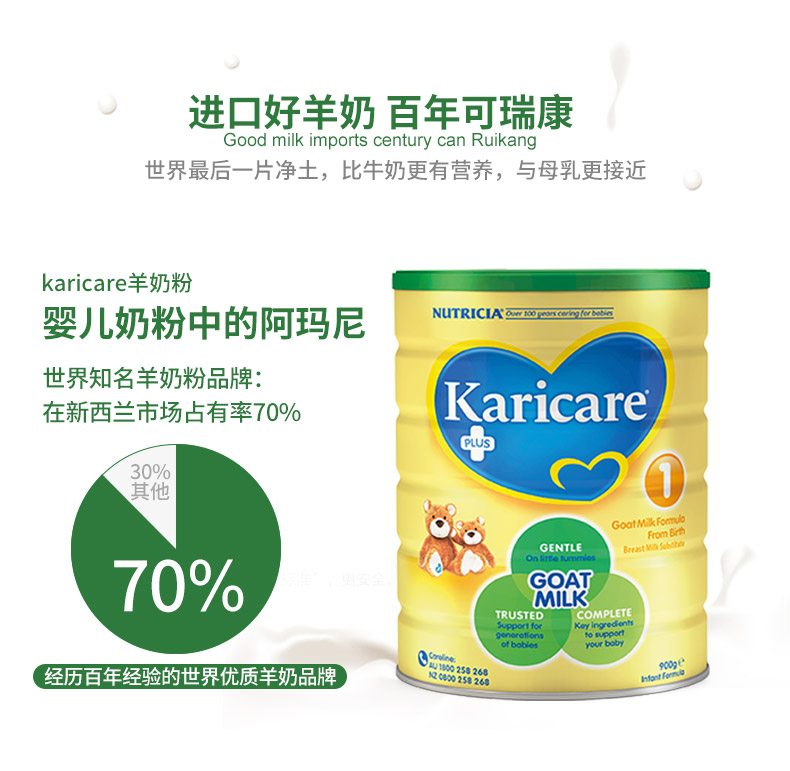 进口好羊奶 百年可瑞康
Good milk imports century can Ruikang
世界最后一片净土，比牛奶更有营养，与母乳更接近
karicare羊奶粉
婴儿奶粉中的阿玛尼
世界知名羊奶粉品牌：
在新西兰市场占有率70%
30%
其他
70%
经历百年经验的世界优质羊奶品牌
NUTRICIA Over 100 years caring for babies
Karicare®
PLUS
1
Goat Milk Formula
From Birth
Breast Milk Substitute
GENTLE
On little tummies
GOAT
MILK
TRUSTED
Support for
generations
of babies
COMPLETE
Key ingredients
to support
your baby
Careline:
AU 1800 258 268
NZ 0800 258 268
900g℮
Infant Formula